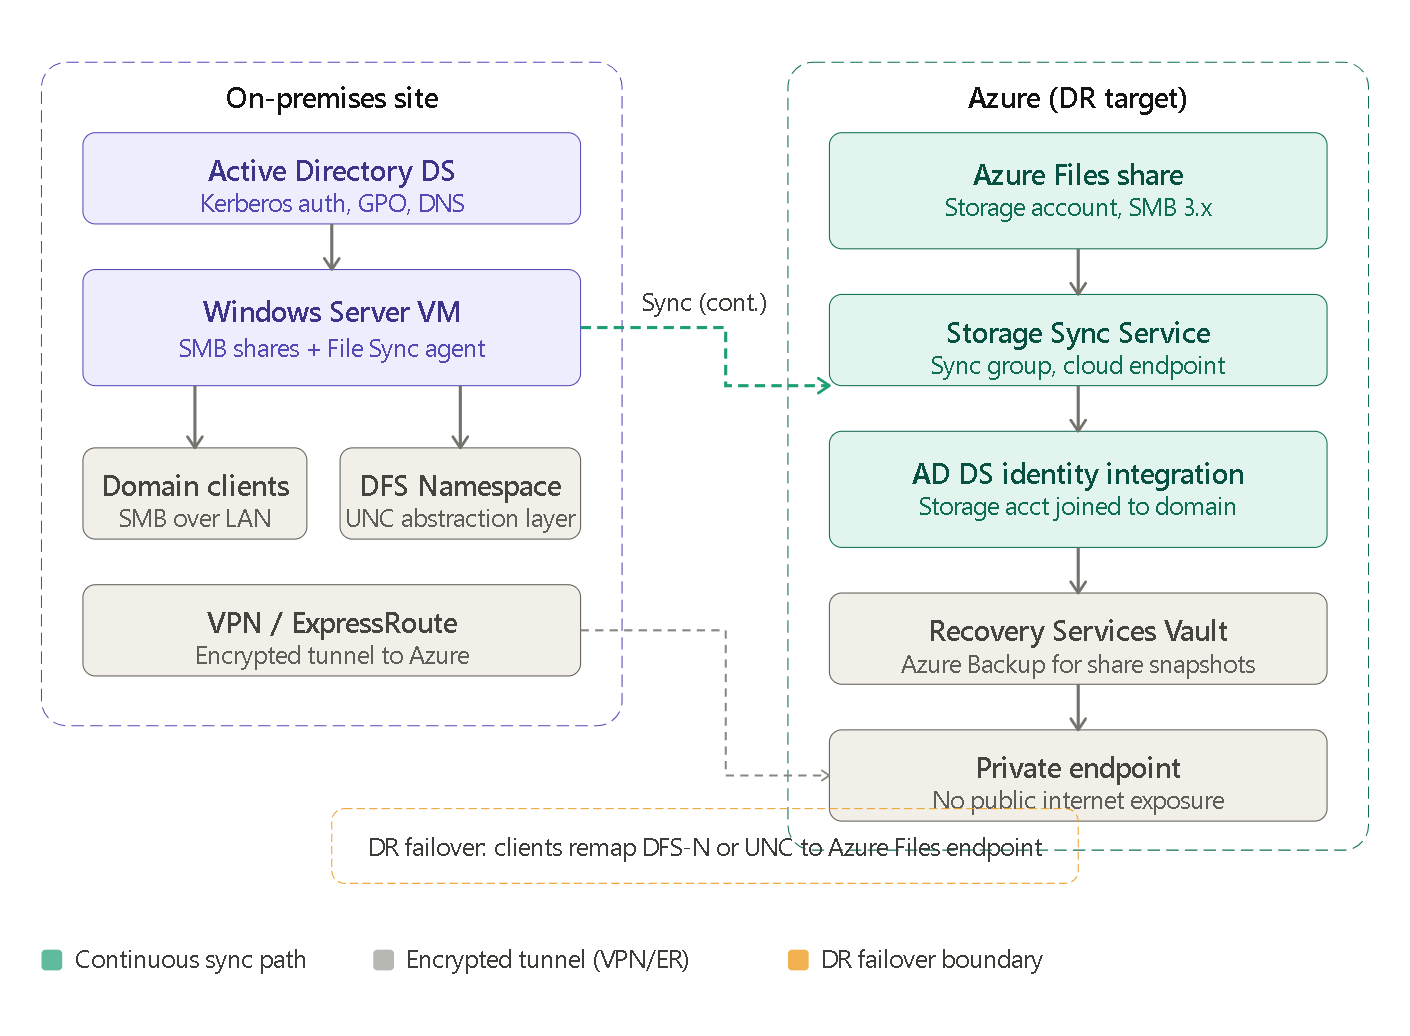 On-premises site
Active Directory DS
Kerberos auth, GPO, DNS
Windows Server VM
SMB shares + File Sync agent
Domain clients
SMB over LAN
DFS Namespace
UNC abstraction layer
VPN / ExpressRoute
Encrypted tunnel to Azure
Sync (cont.)
Azure (DR target)
Azure Files share
Storage account, SMB 3.x
Storage Sync Service
Sync group, cloud endpoint
AD DS identity integration
Storage acct joined to domain
Recovery Services Vault
Azure Backup for share snapshots
Private endpoint
No public internet exposure
DR failover: clients remap DFS-N or UNC to Azure Files endpoint
Continuous sync path
Encrypted tunnel (VPN/ER)
DR failover boundary